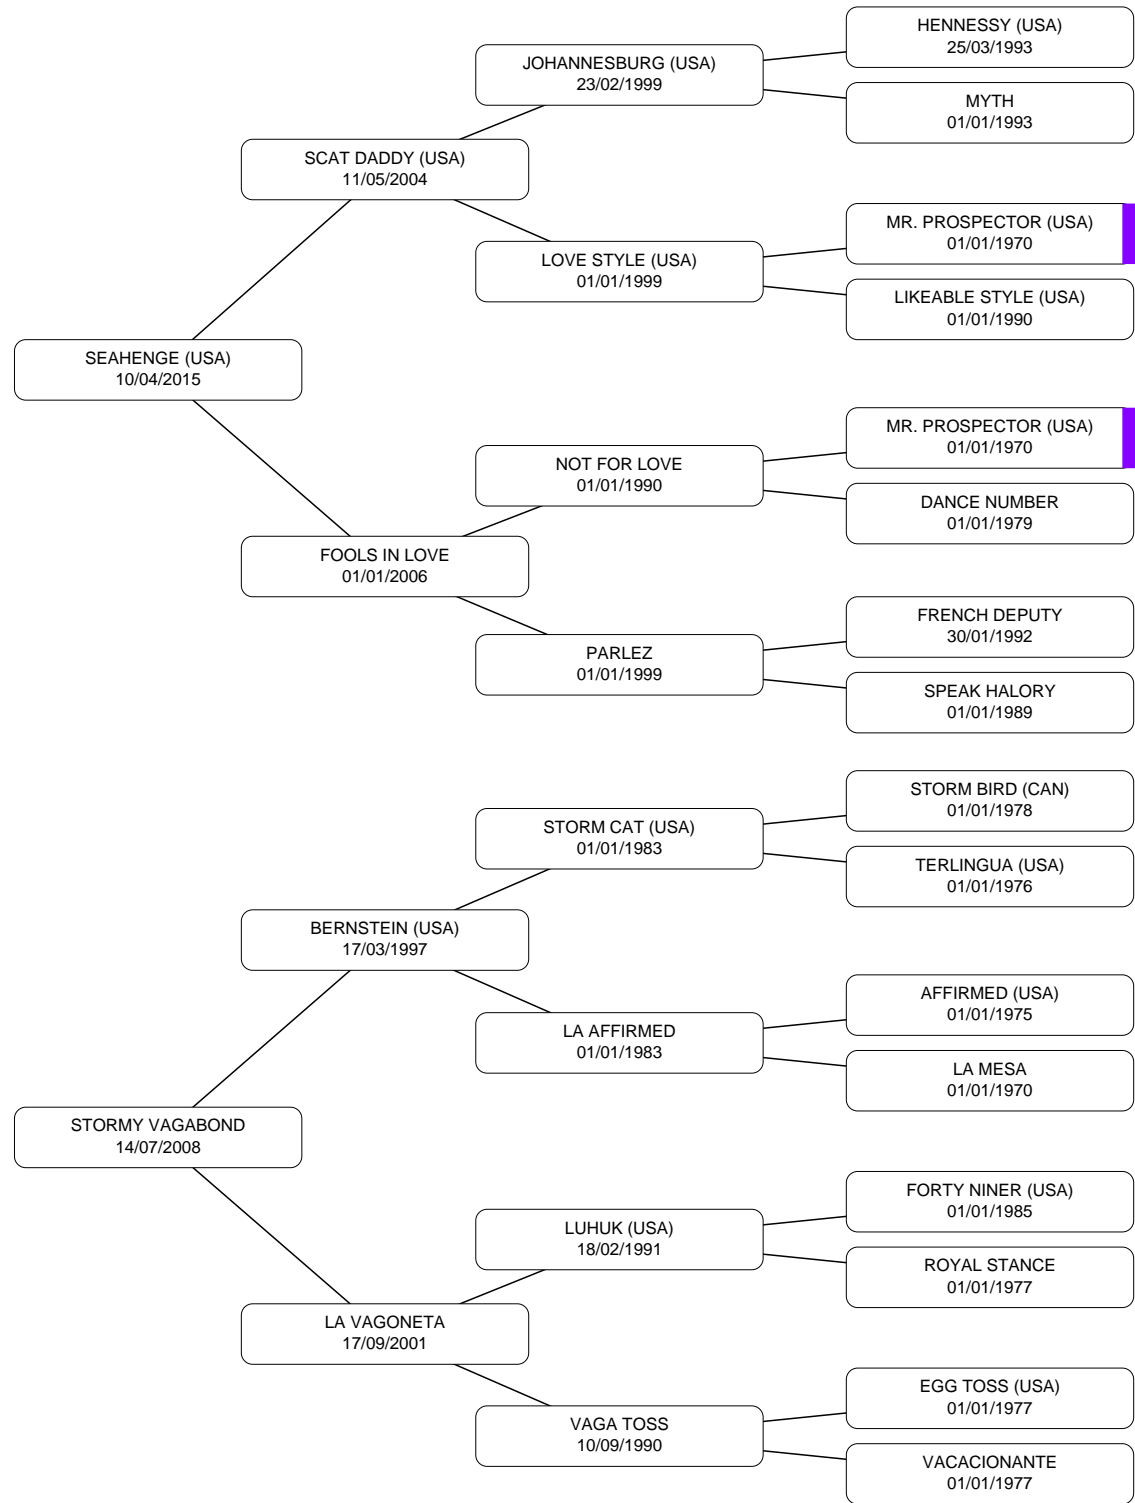 HENNESSY (USA)
25/03/1993
JOHANNESBURG (USA)
23/02/1999
MYTH
01/01/1993
SCAT DADDY (USA)
11/05/2004
MR. PROSPECTOR (USA)
01/01/1970
LOVE STYLE (USA)
01/01/1999
LIKEABLE STYLE (USA)
01/01/1990
SEAHENGE (USA)
10/04/2015
MR. PROSPECTOR (USA)
01/01/1970
NOT FOR LOVE
01/01/1990
DANCE NUMBER
01/01/1979
FOOLS IN LOVE
01/01/2006
FRENCH DEPUTY
30/01/1992
PARLEZ
01/01/1999
SPEAK HALORY
01/01/1989
STORM BIRD (CAN)
01/01/1978
STORM CAT (USA)
01/01/1983
TERLINGUA (USA)
01/01/1976
BERNSTEIN (USA)
17/03/1997
AFFIRMED (USA)
01/01/1975
LA AFFIRMED
01/01/1983
LA MESA
01/01/1970
STORMY VAGABOND
14/07/2008
FORTY NINER (USA)
01/01/1985
LUHUK (USA)
18/02/1991
ROYAL STANCE
01/01/1977
LA VAGONETA
17/09/2001
EGG TOSS (USA)
01/01/1977
VAGA TOSS
10/09/1990
VACACIONANTE
01/01/1977